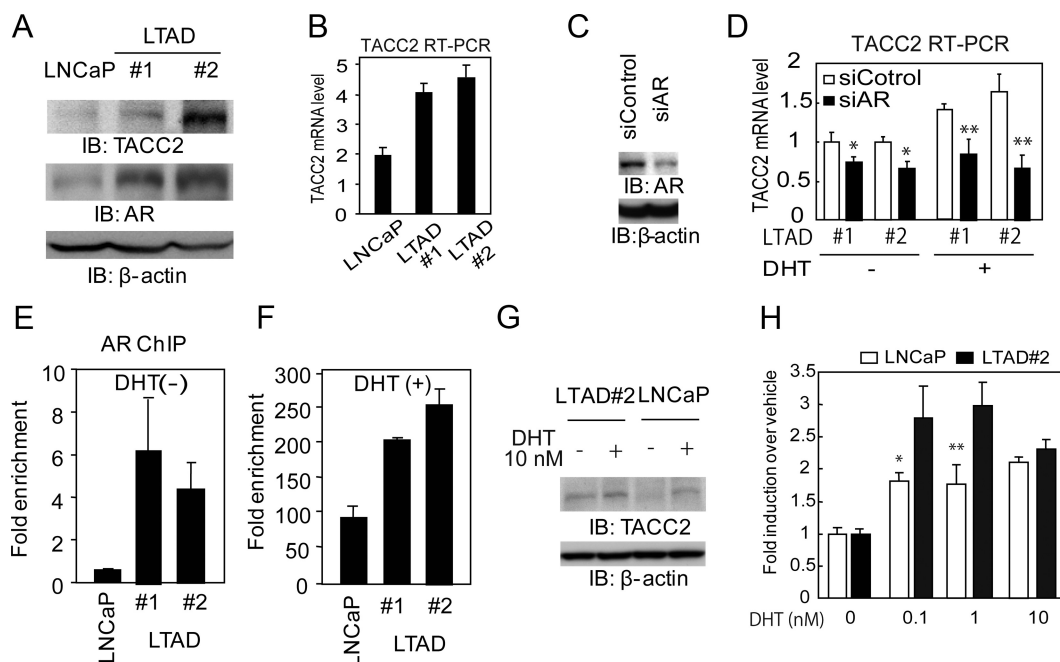 A
LTAD
LNCaP #1 #2
IB: TACC2
IB: AR
IB: β-actin
B
TACC2 RT-PCR
TACC2 mRNA level
5
4
3
2
1
0
LNCaP
LTAD #1
LTAD #2
C
siControl
siAR
IB: AR
IB:β-actin
D
TACC2 RT-PCR
TACC2 mRNA level
2
1.5
1
0.5
0
siCotrol
siAR
* * ** **
LTAD #1 #2 #1 #2
DHT - +
E
AR ChIP
DHT(-)
Fold enrichment
10
8
6
4
2
0
LNCaP
#1 #2
LTAD
F
DHT (+)
Fold enrichment
300
250
200
150
100
50
0
LNCaP
#1 #2
LTAD
G
LTAD#2 LNCaP
DHT
10 nM - + - +
IB: TACC2
IB: β-actin
H
LNCaP LTAD#2
Fold induction over vehicle
3.5
3
2.5
2
1.5
1
0.5
0
* **
DHT (nM) 0 0.1 1 10